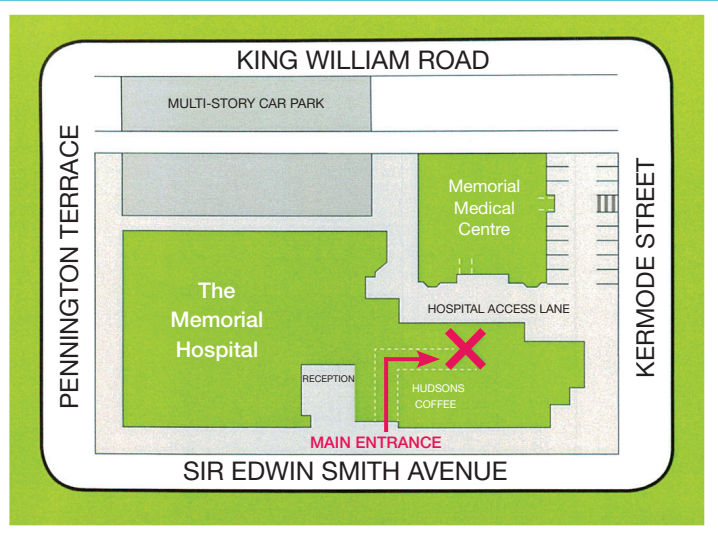 KING WILLIAM ROAD
MULTI-STORY CAR PARK
PENNINGTON TERRACE
KERMODE STREET
Memorial
Medical
Centre
The
Memorial
Hospital
HOSPITAL ACCESS LANE
RECEPTION
HUDSONS
COFFEE
MAIN ENTRANCE
SIR EDWIN SMITH AVENUE